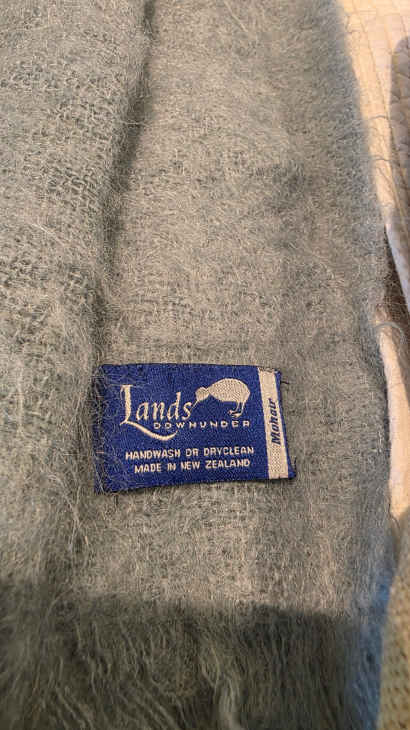 Lands
DOWNUNDER
HANDWASH OR DRYCLEAN
MADE IN NEW ZEALAND
Mohair